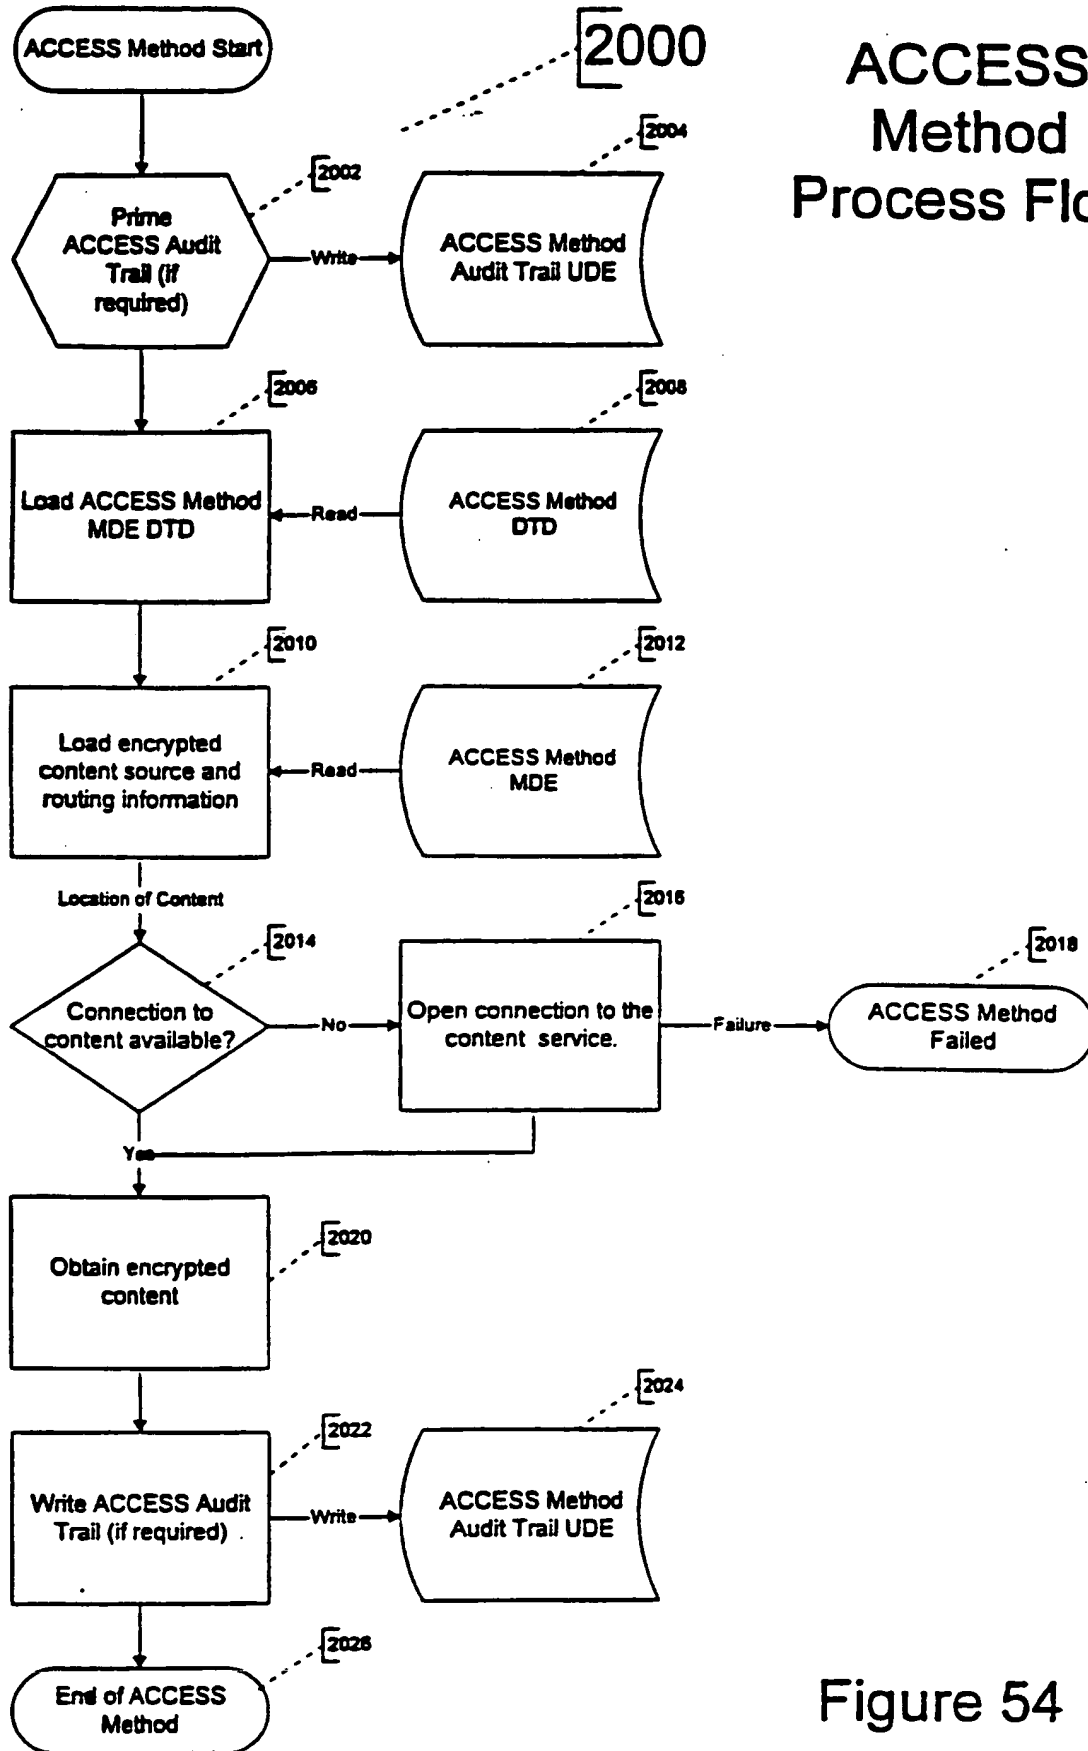 ACCESS Method Start
2000
ACCESS
Method
Process Flo
2002
2004
Prime
ACCESS Audit
Trail (if
required)
Write
ACCESS Method
Audit Trail UDE
2006
2008
Load ACCESS Method
MDE DTD
Read
ACCESS Method
DTD
2010
2012
Load encrypted
content source and
routing information
Read
ACCESS Method
MDE
Location of Content
2014
2016
2018
Connection to
content available?
No
Open connection to the
content service.
Failure
ACCESS Method
Failed
Yes
2020
Obtain encrypted
content
2022
2024
Write ACCESS Audit
Trail (if required)
Write
ACCESS Method
Audit Trail UDE
2026
End of ACCESS
Method
Figure 54